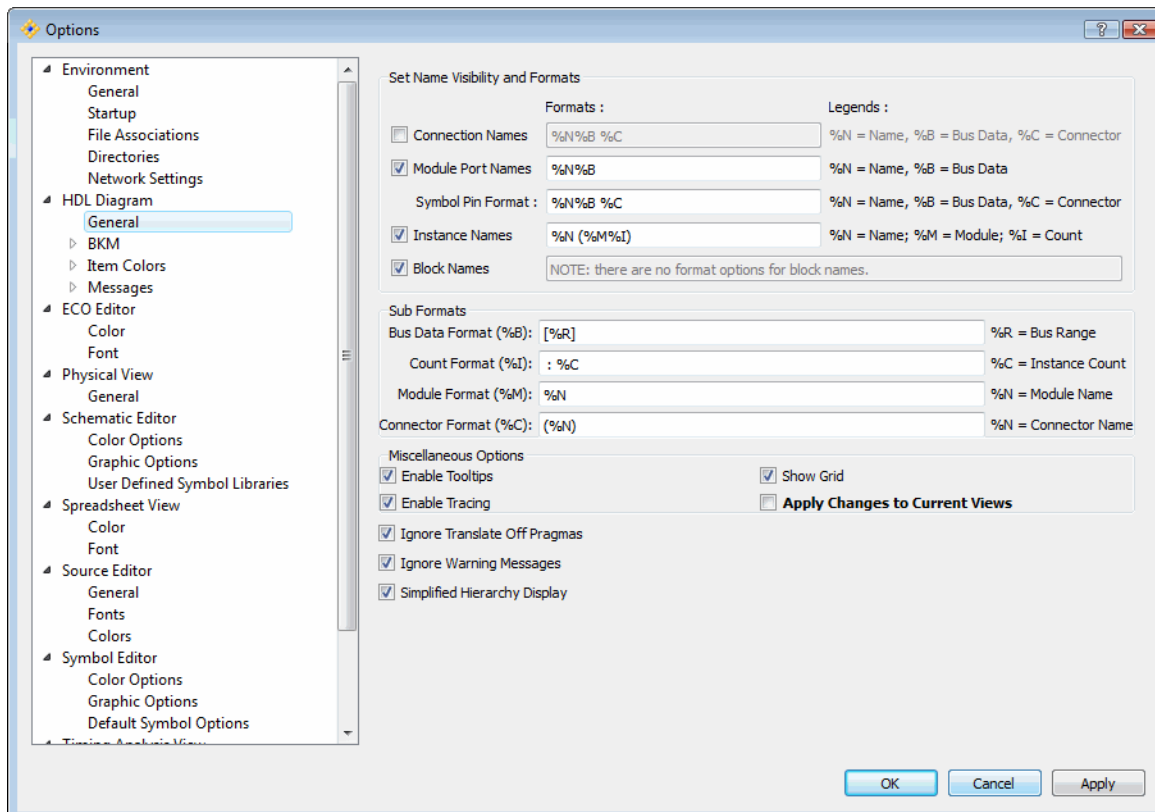 Options
Environment
General
Startup
File Associations
Directories
Network Settings
HDL Diagram
General
BKM
Item Colors
Messages
ECO Editor
Color
Font
Physical View
General
Schematic Editor
Color Options
Graphic Options
User Defined Symbol Libraries
Spreadsheet View
Color
Font
Source Editor
General
Fonts
Colors
Symbol Editor
Color Options
Graphic Options
Default Symbol Options
Timing Analysis View
Set Name Visibility and Formats
Formats : Legends :
Connection Names %N%B %C %N = Name, %B = Bus Data, %C = Connector
Module Port Names %N%B %N = Name, %B = Bus Data
Symbol Pin Format : %N%B %C %N = Name, %B = Bus Data, %C = Connector
Instance Names %N (%M%I) %N = Name; %M = Module; %I = Count
Block Names NOTE: there are no format options for block names.
Sub Formats
Bus Data Format (%B): [%R] %R = Bus Range
Count Format (%I): : %C %C = Instance Count
Module Format (%M): %N %N = Module Name
Connector Format (%C): (%N) %N = Connector Name
Miscellaneous Options
Enable Tooltips Show Grid
Enable Tracing Apply Changes to Current Views
Ignore Translate Off Pragmas
Ignore Warning Messages
Simplified Hierarchy Display
OK Cancel Apply